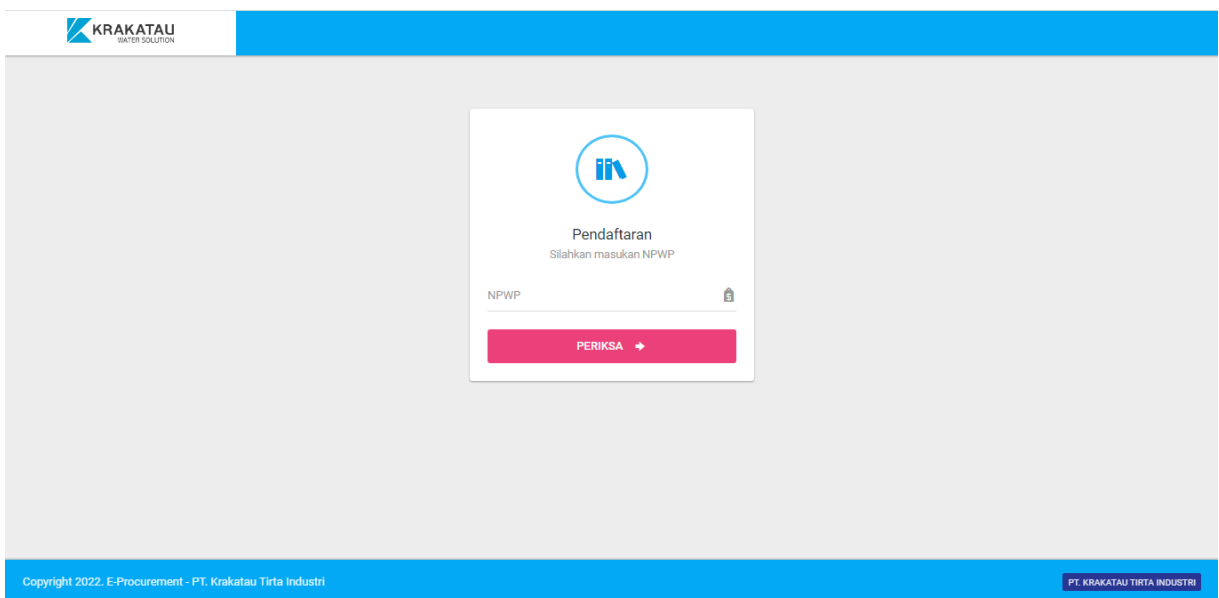 KRAKATAU
WATER SOLUTION
Pendaftaran
Silahkan masukan NPWP
NPWP
PERIKSA
Copyright 2022. E-Procurement - PT. Krakatau Tirta Industri
PT. KRAKATAU TIRTA INDUSTRI